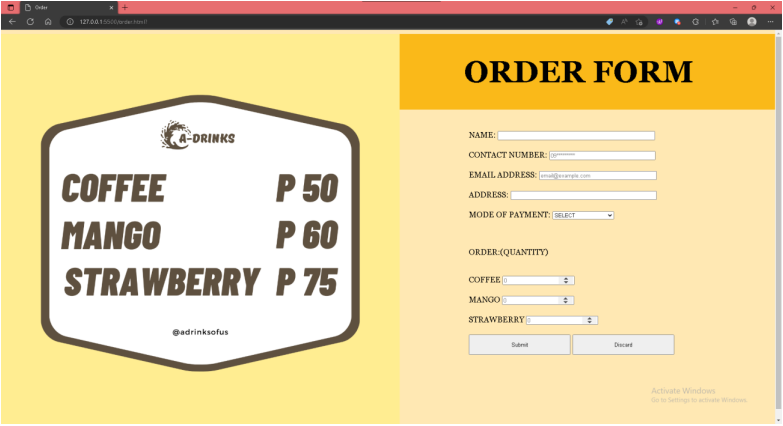 Order
127.0.0.1:5500/order.html?
A-DRINKS
COFFEE P 50
MANGO P 60
STRAWBERRY P 75
@adrinksofus
ORDER FORM
NAME:
CONTACT NUMBER: 09*********
EMAIL ADDRESS: email@example.com
ADDRESS:
MODE OF PAYMENT: SELECT
ORDER:(QUANTITY)
COFFEE 0
MANGO 0
STRAWBERRY 0
Submit Discard
Activate Windows
Go to Settings to activate Windows.